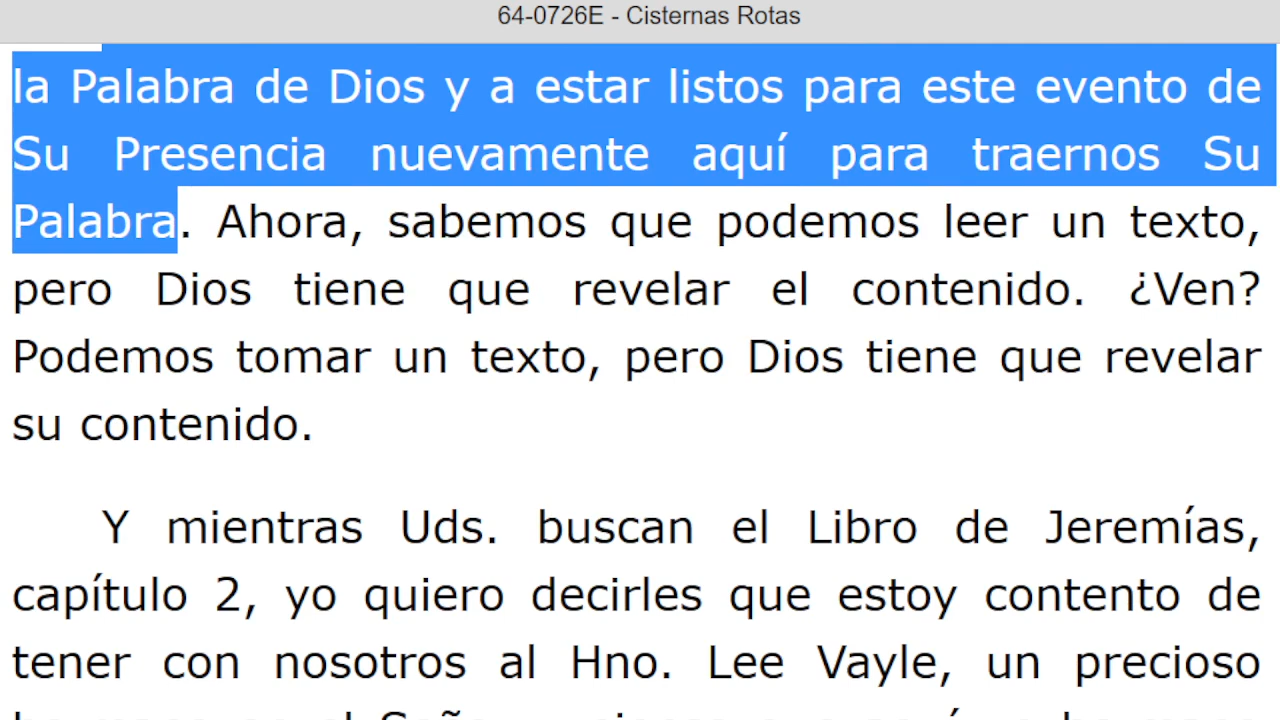 64-0726E - Cisternas Rotas
la Palabra de Dios y a estar listos para este evento de
Su Presencia nuevamente aquí para traernos Su
Palabra. Ahora, sabemos que podemos leer un texto,
pero Dios tiene que revelar el contenido. ¿Ven?
Podemos tomar un texto, pero Dios tiene que revelar
su contenido.
Y mientras Uds. buscan el Libro de Jeremías,
capítulo 2, yo quiero decirles que estoy contento de
tener con nosotros al Hno. Lee Vayle, un precioso